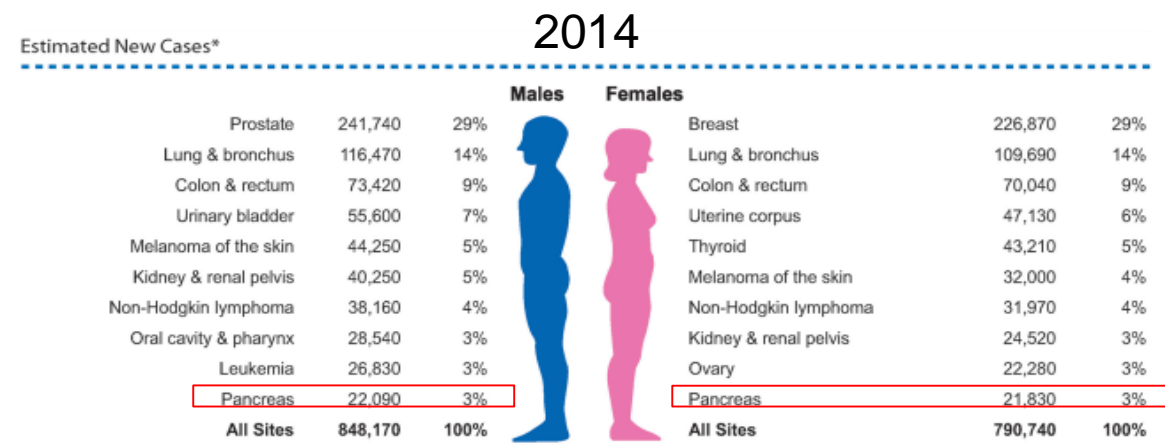 2014
Estimated New Cases*
Males Females
Prostate 241,740 29% Breast 226,870 29%
Lung & bronchus 116,470 14% Lung & bronchus 109,690 14%
Colon & rectum 73,420 9% Colon & rectum 70,040 9%
Urinary bladder 55,600 7% Uterine corpus 47,130 6%
Melanoma of the skin 44,250 5% Thyroid 43,210 5%
Kidney & renal pelvis 40,250 5% Melanoma of the skin 32,000 4%
Non-Hodgkin lymphoma 38,160 4% Non-Hodgkin lymphoma 31,970 4%
Oral cavity & pharynx 28,540 3% Kidney & renal pelvis 24,520 3%
Leukemia 26,830 3% Ovary 22,280 3%
Pancreas 22,090 3% Pancreas 21,830 3%
All Sites 848,170 100% All Sites 790,740 100%